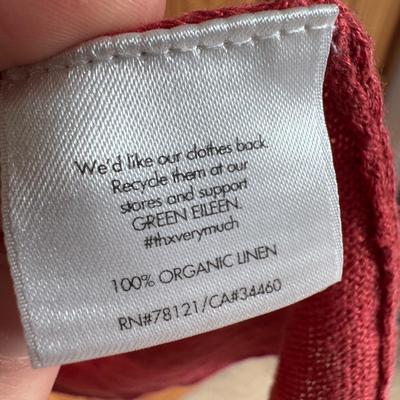 We'd like our clothes back.
Recycle them at our
stores and support
GREEN EILEEN.
#thxverymuch
100% ORGANIC LINEN
RN#78121/CA#34460